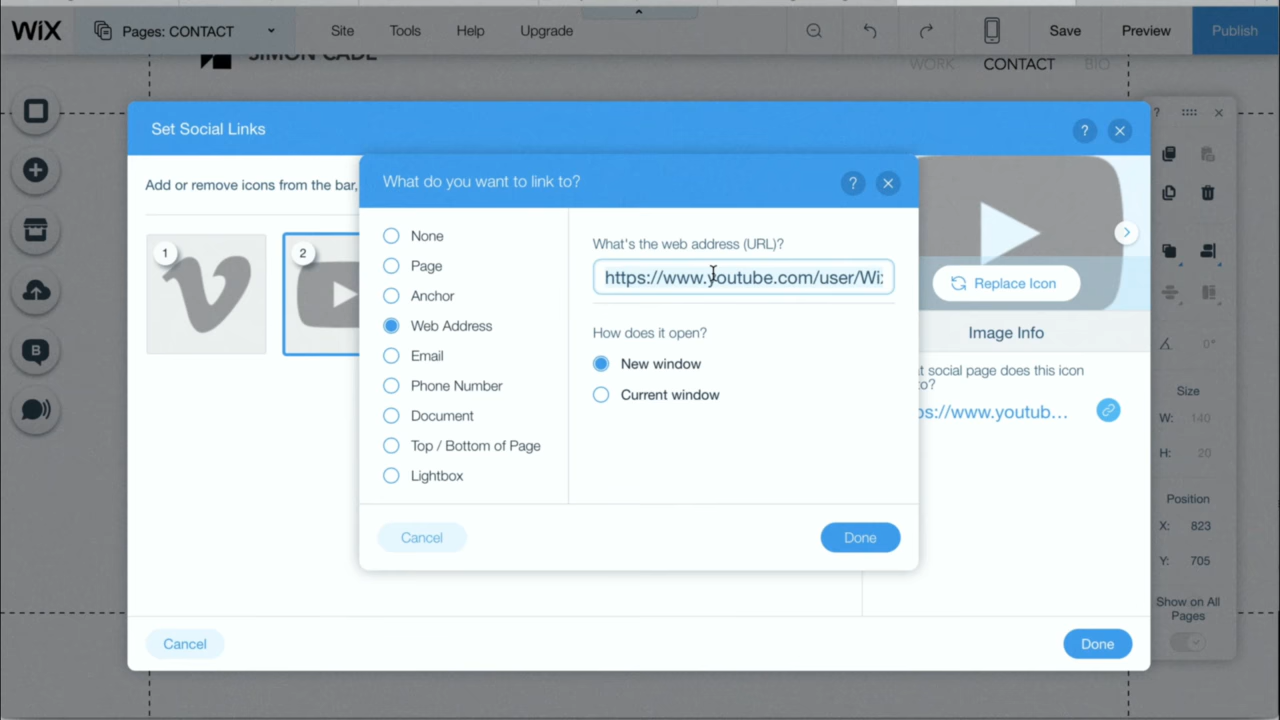 WiX
Pages: CONTACT
Site
Tools
Help
Upgrade
Save
Preview
Publish
SIMON CADE
WORK
CONTACT
BIO
Set Social Links
?
Add or remove icons from the bar,
1
2
What do you want to link to?
?
None
Page
Anchor
Web Address
Email
Phone Number
Document
Top / Bottom of Page
Lightbox
What's the web address (URL)?
https://www.youtube.com/user/Wi
How does it open?
New window
Current window
Cancel
Done
Replace Icon
Image Info
social page does this icon
to?
s://www.youtub...
Cancel
Done
B
?
0°
Size
W: 140
H: 20
Position
X: 823
Y: 705
Show on All
Pages